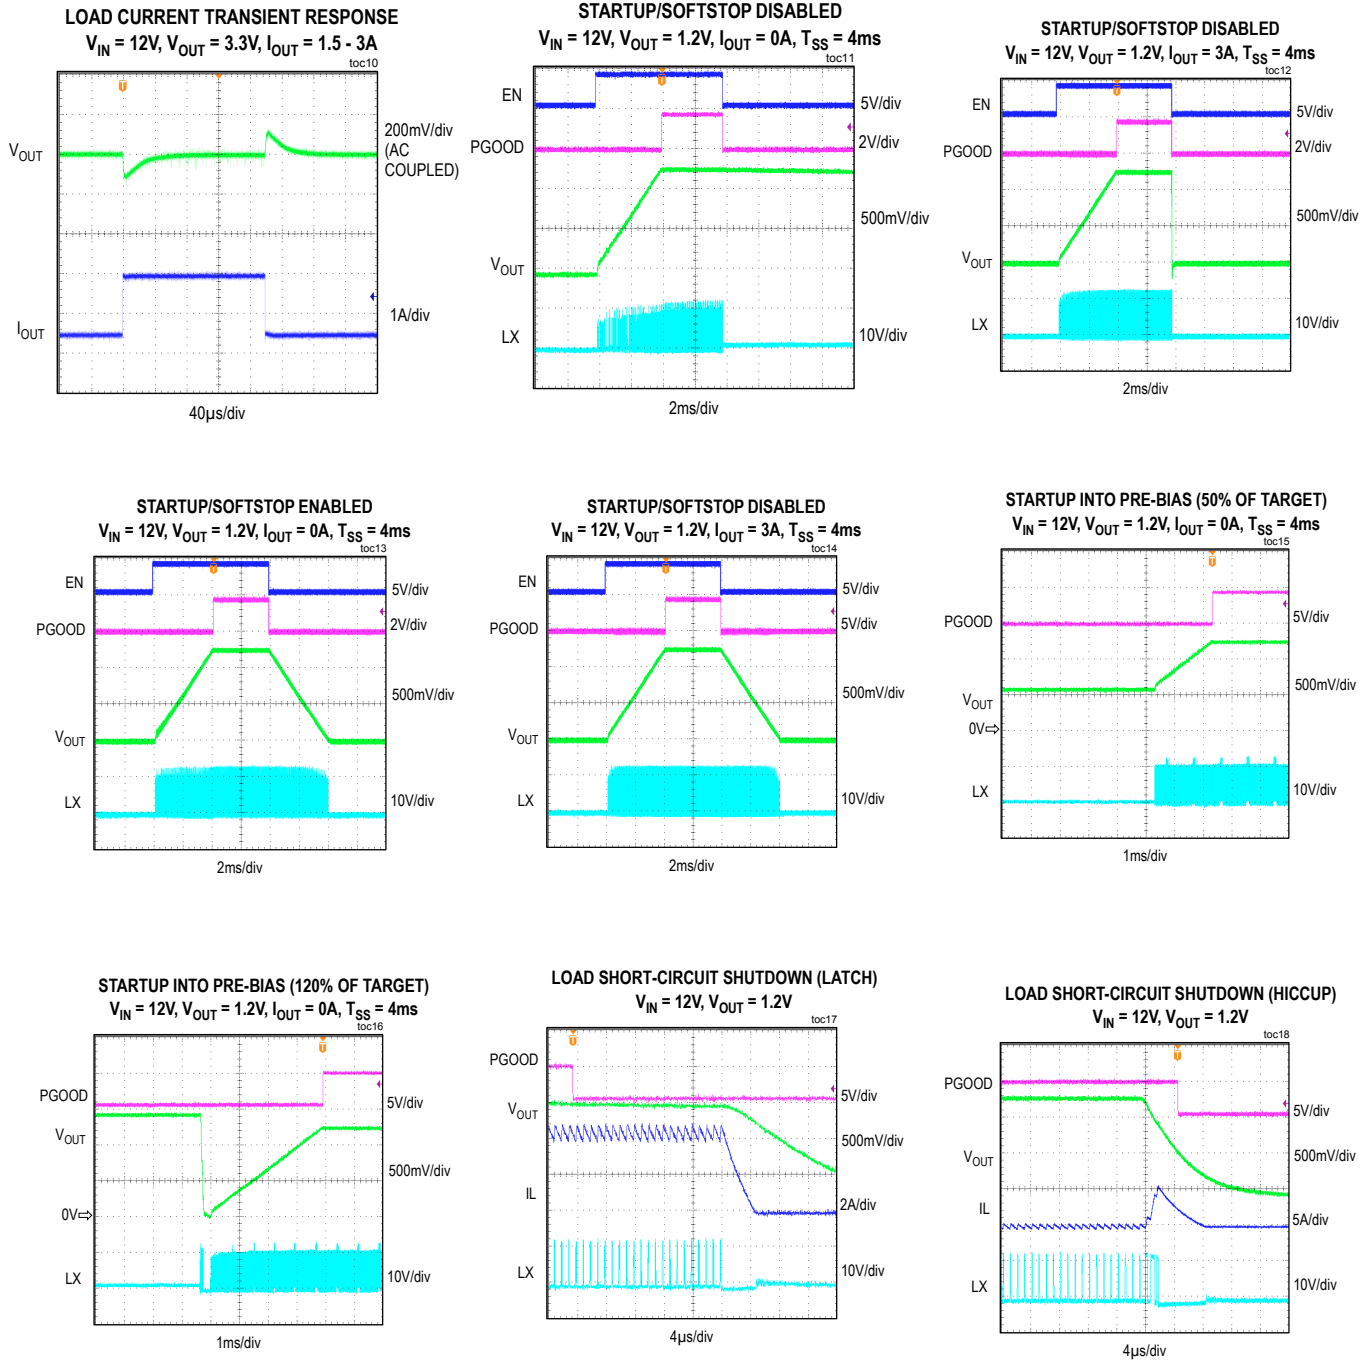 LOAD CURRENT TRANSIENT RESPONSE
VIN = 12V, VOUT = 3.3V, IOUT = 1.5 - 3A
toc10
VOUT
200mV/div
(AC
COUPLED)
IOUT
1A/div
40µs/div
STARTUP/SOFTSTOP DISABLED
VIN = 12V, VOUT = 1.2V, IOUT = 0A, TSS = 4ms
toc11
EN
5V/div
PGOOD
2V/div
500mV/div
VOUT
LX
10V/div
2ms/div
STARTUP/SOFTSTOP DISABLED
VIN = 12V, VOUT = 1.2V, IOUT = 3A, TSS = 4ms
toc12
EN
5V/div
PGOOD
2V/div
500mV/div
VOUT
LX
10V/div
2ms/div
STARTUP/SOFTSTOP ENABLED
VIN = 12V, VOUT = 1.2V, IOUT = 0A, TSS = 4ms
toc13
EN
5V/div
PGOOD
2V/div
500mV/div
VOUT
LX
10V/div
2ms/div
STARTUP/SOFTSTOP DISABLED
VIN = 12V, VOUT = 1.2V, IOUT = 3A, TSS = 4ms
toc14
EN
5V/div
PGOOD
5V/div
500mV/div
VOUT
LX
10V/div
2ms/div
STARTUP INTO PRE-BIAS (50% OF TARGET)
VIN = 12V, VOUT = 1.2V, IOUT = 0A, TSS = 4ms
toc15
PGOOD
5V/div
500mV/div
VOUT
0V⇨
LX
10V/div
1ms/div
STARTUP INTO PRE-BIAS (120% OF TARGET)
VIN = 12V, VOUT = 1.2V, IOUT = 0A, TSS = 4ms
toc16
PGOOD
5V/div
VOUT
500mV/div
0V⇨
LX
10V/div
1ms/div
LOAD SHORT-CIRCUIT SHUTDOWN (LATCH)
VIN = 12V, VOUT = 1.2V
toc17
PGOOD
5V/div
VOUT
500mV/div
IL
2A/div
LX
10V/div
4µs/div
LOAD SHORT-CIRCUIT SHUTDOWN (HICCUP)
VIN = 12V, VOUT = 1.2V
toc18
PGOOD
5V/div
VOUT
500mV/div
IL
5A/div
LX
10V/div
4µs/div